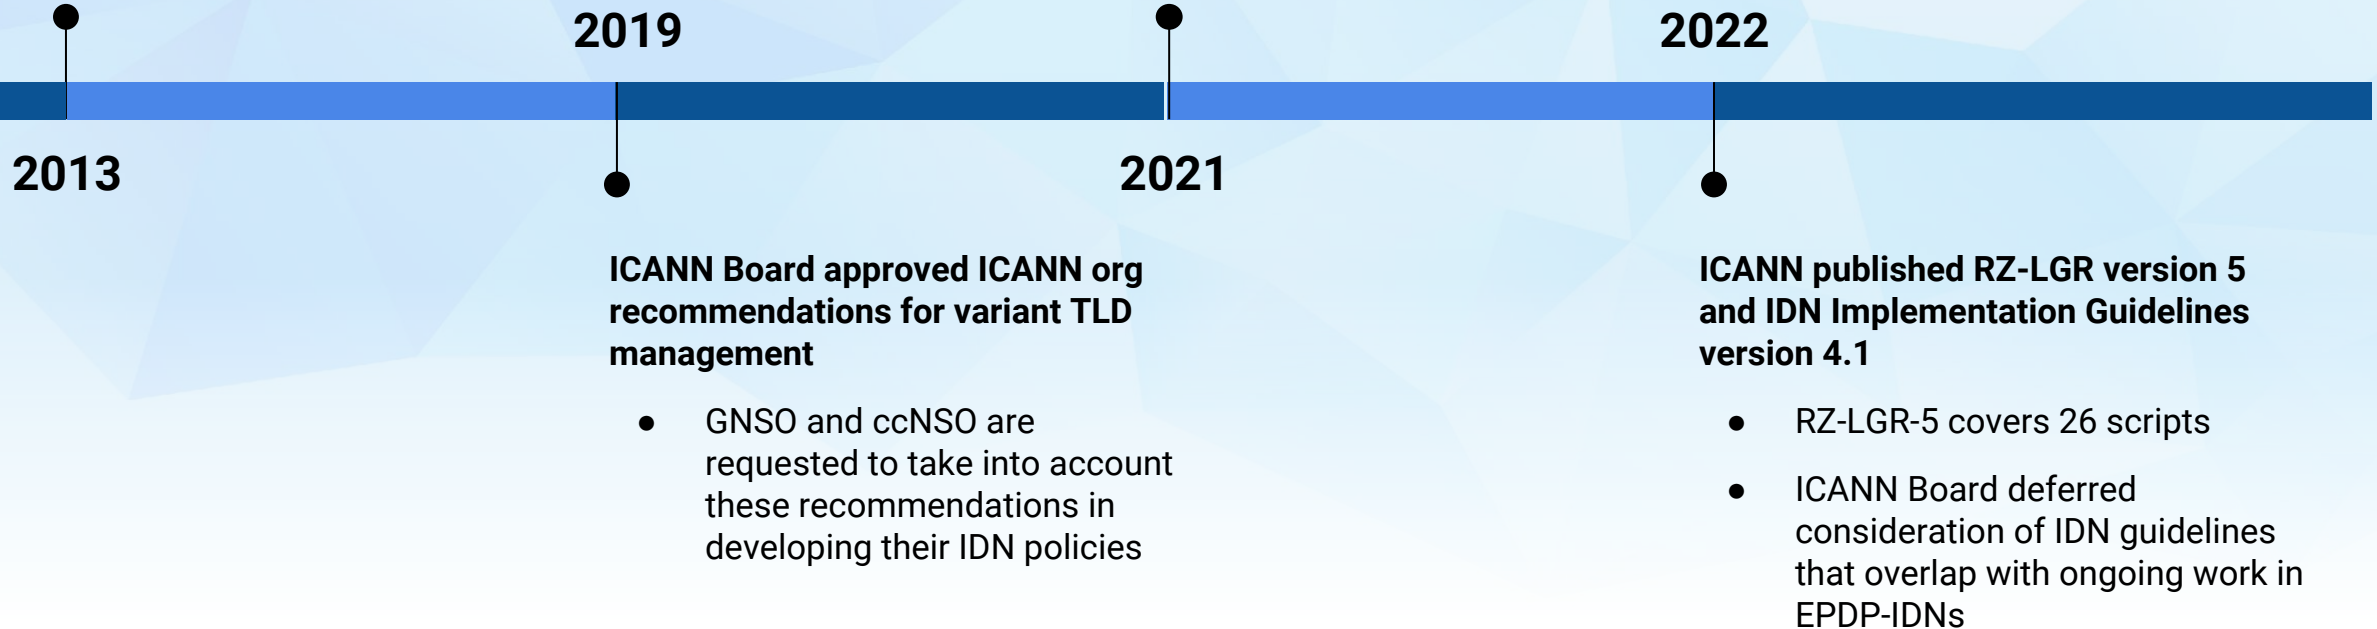 2019
2022
2013
2021
ICANN Board approved ICANN org
recommendations for variant TLD
management
● GNSO and ccNSO are
requested to take into account
these recommendations in
developing their IDN policies
ICANN published RZ-LGR version 5
and IDN Implementation Guidelines
version 4.1
● RZ-LGR-5 covers 26 scripts
● ICANN Board deferred
consideration of IDN guidelines
that overlap with ongoing work in
EPDP-IDNs